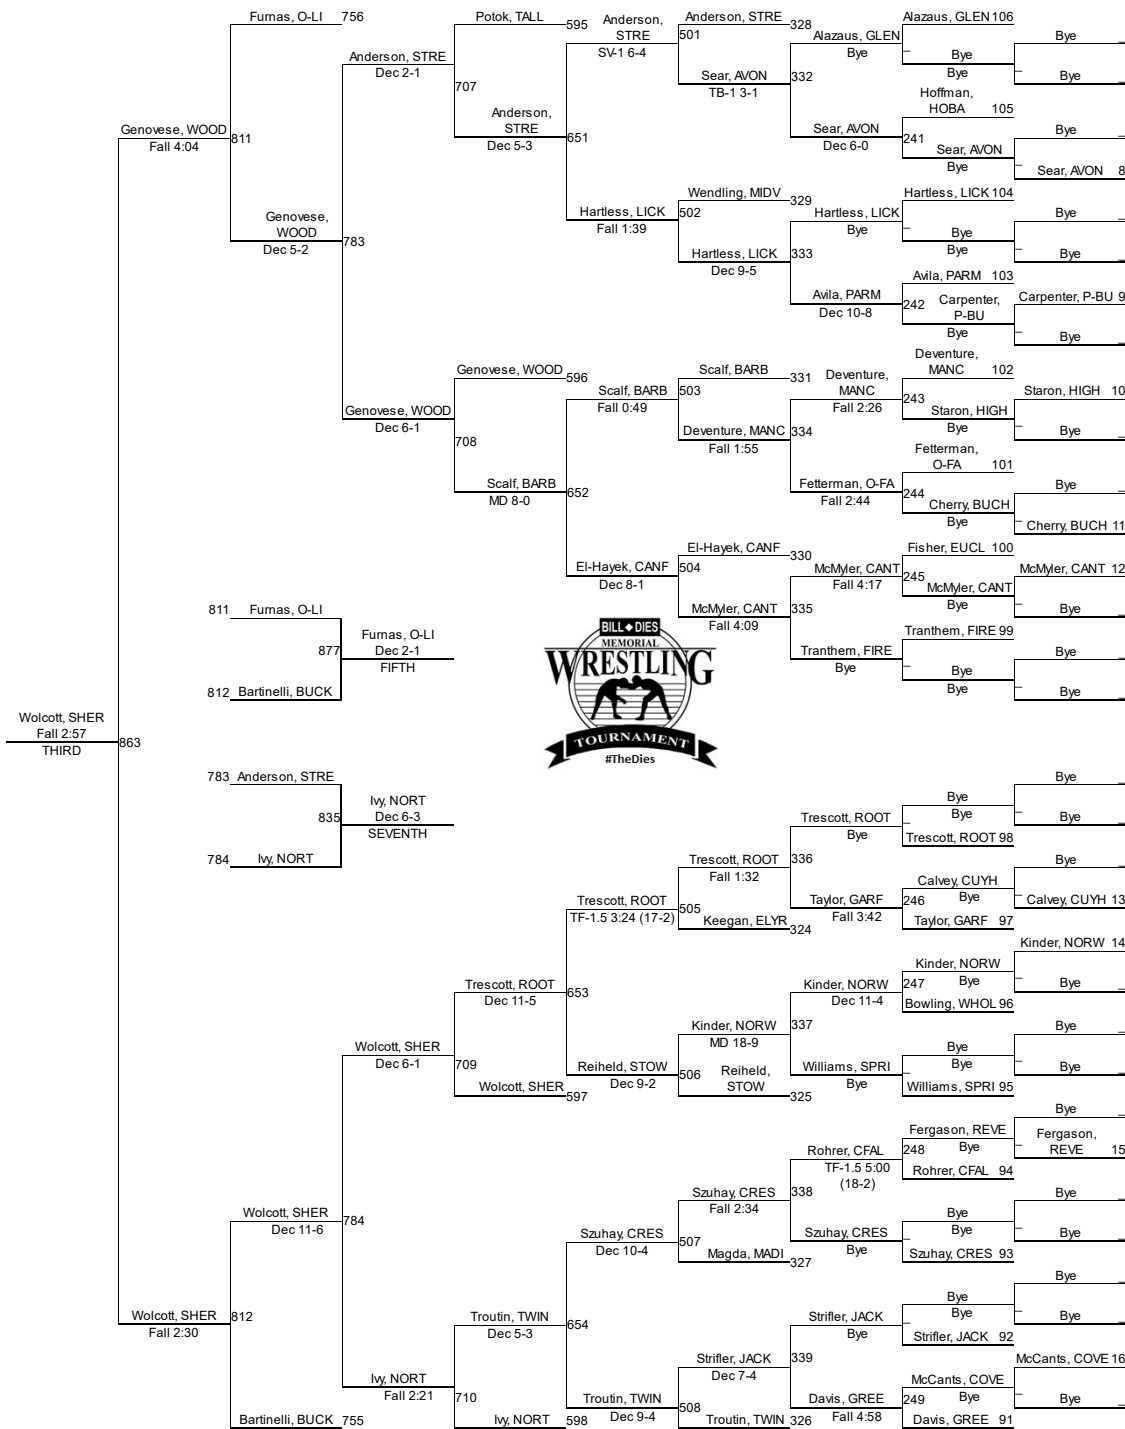 Furnas, O-LI 756
Potok, TALL 595
Anderson, STRE
SV-1 6-4
Anderson, STRE 328
501
Alazaus, GLEN
Bye
Alazaus, GLEN 106
Bye
Bye
Bye
Bye
Anderson, STRE
Dec 2-1
707
Sear, AVON
TB-1 3-1
332
Hoffman,
HOBA 105
Anderson,
STRE
Dec 5-3
651
Sear, AVON
Dec 6-0
241
Sear, AVON
Bye
Bye
Sear, AVON 8
Genovese, WOOD
Fall 4:04
811
Wendling, MIDV 329
Hartless, LICK 104
Hartless, LICK
Fall 1:39
502
Hartless, LICK
Bye
Bye
Bye
Bye
Bye
Genovese,
WOOD
Dec 5-2
783
Hartless, LICK
Dec 9-5
333
Avila, PARM 103
Avila, PARM
Dec 10-8
242
Carpenter,
P-BU
Bye
Carpenter, P-BU 9
Bye
Genovese, WOOD 596
Scalf, BARB
Fall 0:49
Scalf, BARB 331
503
Deventure,
MANC
Fall 2:26
Deventure,
MANC 102
243
Staron, HIGH
Bye
Staron, HIGH 10
Bye
Genovese, WOOD
Dec 6-1
708
Deventure, MANC
Fall 1:55
334
Fetterman,
O-FA 101
Scalf, BARB
MD 8-0
652
Fetterman, O-FA
Fall 2:44
244
Cherry, BUCH
Bye
Bye
Cherry, BUCH 11
El-Hayek, CANF 330
El-Hayek, CANF
Dec 8-1
504
McMyler, CANT
Fall 4:17
Fisher, EUCL 100
245
McMyler, CANT
Bye
McMyler, CANT 12
Bye
McMyler, CANT
Fall 4:09
335
Tranthem, FIRE 99
Tranthem, FIRE
Bye
Bye
Bye
Bye
Bye
811 Furnas, O-LI
877
Furnas, O-LI
Dec 2-1
FIFTH
812 Bartinelli, BUCK
BILL DIES
MEMORIAL
WRESTLING
TOURNAMENT
#TheDies
Wolcott, SHER
Fall 2:57
THIRD
863
783 Anderson, STRE
835
Ivy, NORT
Dec 6-3
SEVENTH
784 Ivy, NORT
Trescott, ROOT
Bye
Bye
Bye
Bye
Bye
Trescott, ROOT 98
Trescott, ROOT
Fall 1:32
336
Trescott, ROOT
TF-1.5 3:24 (17-2)
505
Keegan, ELYR 324
Taylor, GARF
Fall 3:42
Calvey, CUYH
246 Bye
Taylor, GARF 97
Bye
Calvey, CUYH 13
Trescott, ROOT
Dec 11-5
653
Kinder, NORW
Dec 11-4
Kinder, NORW
247 Bye
Bowling, WHOL 96
Kinder, NORW 14
Bye
Kinder, NORW
MD 18-9
337
Wolcott, SHER
Dec 6-1
709
Wolcott, SHER 597
Reiheld, STOW
Dec 9-2
506
Reiheld,
STOW 325
Williams, SPRI
Bye
Bye
Bye
Williams, SPRI 95
Bye
Bye
Rohrer, CFAL
TF-1.5 5:00
(18-2)
Fergason, REVE
248 Bye
Rohrer, CFAL 94
Bye
Fergason,
REVE 15
Szuhay, CRES
Fall 2:34
338
Wolcott, SHER
Dec 11-6
784
Szuhay, CRES
Dec 10-4
507
Magda, MADI 327
Szuhay, CRES
Bye
Bye
Bye
Szuhay, CRES 93
Bye
Bye
Wolcott, SHER
Fall 2:30
812
Troutin, TWIN
Dec 5-3
654
Strifler, JACK
Bye
Bye
Bye
Strifler, JACK 92
Bye
Bye
Strifler, JACK
Dec 7-4
339
Ivy, NORT
Fall 2:21
710
Troutin, TWIN
Dec 9-4
508
Troutin, TWIN 326
Davis, GREE
Fall 4:58
McCants, COVE
249 Bye
Davis, GREE 91
McCants, COVE 16
Bye
Bartinelli, BUCK 755
Ivy, NORT 598